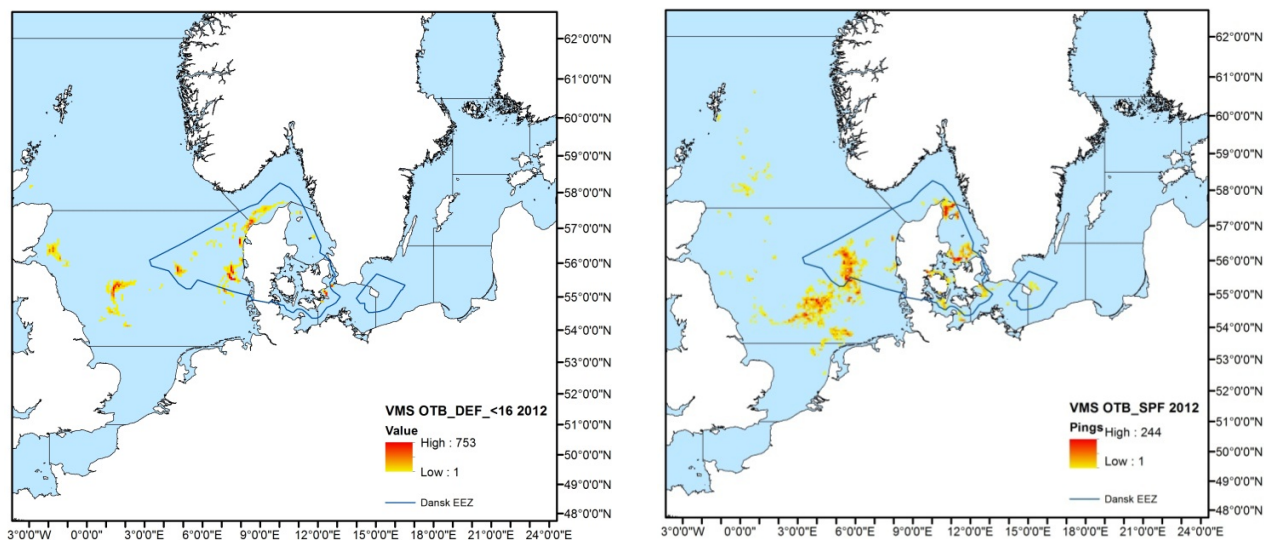 62°0'0"N
61°0'0"N
60°0'0"N
59°0'0"N
58°0'0"N
57°0'0"N
56°0'0"N
55°0'0"N
54°0'0"N
53°0'0"N
52°0'0"N
51°0'0"N
50°0'0"N
49°0'0"N
48°0'0"N
VMS OTB_DEF_<16 2012
Value
High : 753
Low : 1
Dansk EEZ
3°0'0"W 0°0'0" 3°0'0"E 6°0'0"E 9°0'0"E 12°0'0"E 15°0'0"E 18°0'0"E 21°0'0"E 24°0'0"E
62°0'0"N
61°0'0"N
60°0'0"N
59°0'0"N
58°0'0"N
57°0'0"N
56°0'0"N
55°0'0"N
54°0'0"N
53°0'0"N
52°0'0"N
51°0'0"N
50°0'0"N
49°0'0"N
48°0'0"N
VMS OTB_SPF 2012
Pings
High : 244
Low : 1
Dansk EEZ
3°0'0"W 0°0'0" 3°0'0"E 6°0'0"E 9°0'0"E 12°0'0"E 15°0'0"E 18°0'0"E 21°0'0"E 24°0'0"E